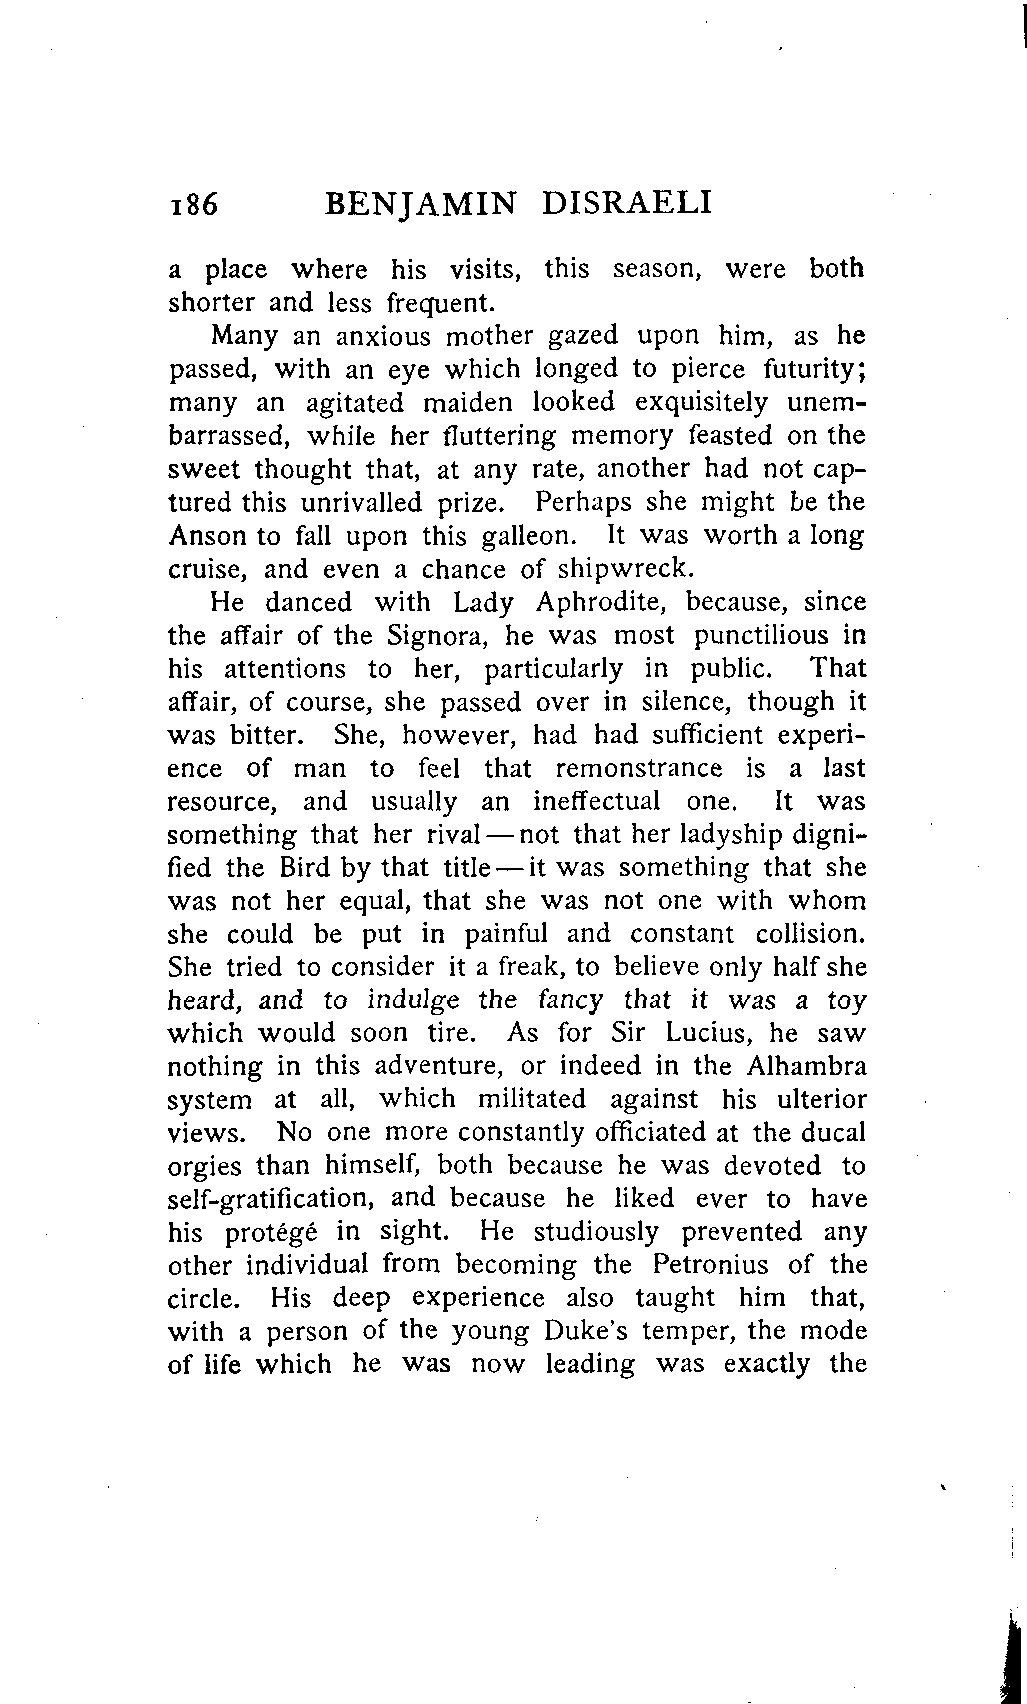 186 BENJAMIN DISRAELI
a place where his visits, this season, were both
shorter and less frequent.
Many an anxious mother gazed upon him, as he
passed, with an eye which longed to pierce futurity;
many an agitated maiden looked exquisitely unem-
barrassed, while her fluttering memory feasted on the
sweet thought that, at any rate, another had not cap-
tured this unrivalled prize. Perhaps she might be the
Anson to fall upon this galleon. It was worth a long
cruise, and even a chance of shipwreck.
He danced with Lady Aphrodite, because, since
the affair of the Signora, he was most punctilious in
his attentions to her, particularly in public. That
affair, of course, she passed over in silence, though it
was bitter. She, however, had had sufficient experi-
ence of man to feel that remonstrance is a last
resource, and usually an ineffectual one. It was
something that her rival — not that her ladyship digni-
fied the Bird by that title — it was something that she
was not her equal, that she was not one with whom
she could be put in painful and constant collision.
She tried to consider it a freak, to believe only half she
heard, and to indulge the fancy that it was a toy
which would soon tire. As for Sir Lucius, he saw
nothing in this adventure, or indeed in the Alhambra
system at all, which militated against his ulterior
views. No one more constantly officiated at the ducal
orgies than himself, both because he was devoted to
self-gratification, and because he liked ever to have
his protégé in sight. He studiously prevented any
other individual from becoming the Petronius of the
circle. His deep experience also taught him that,
with a person of the young Duke's temper, the mode
of life which he was now leading was exactly the